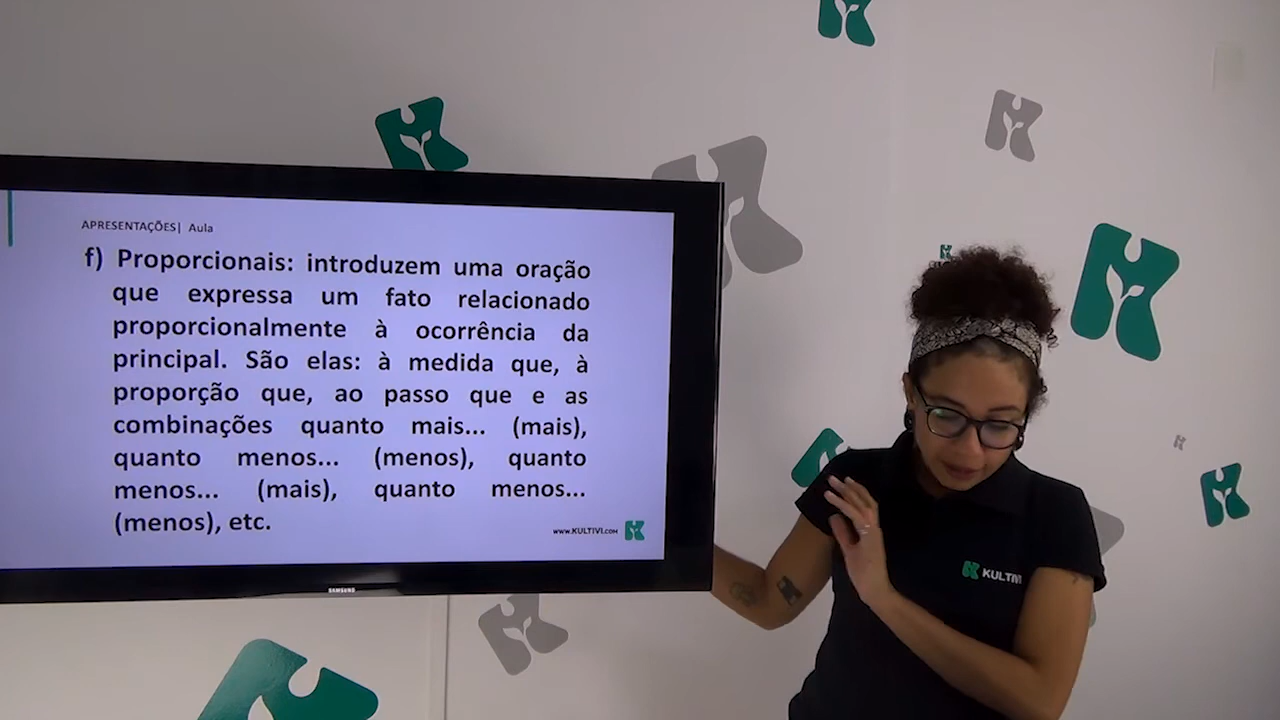 APRESENTAÇÕES| Aula
f) Proporcionais: introduzem uma oração
que expressa um fato relacionado
proporcionalmente à ocorrência da
principal. São elas: à medida que, à
proporção que, ao passo que e as
combinações quanto mais... (mais),
quanto menos... (menos), quanto
menos... (mais), quanto menos...
(menos), etc.
www.KULTIVI.COM
SAMSUNG
KULTIVI